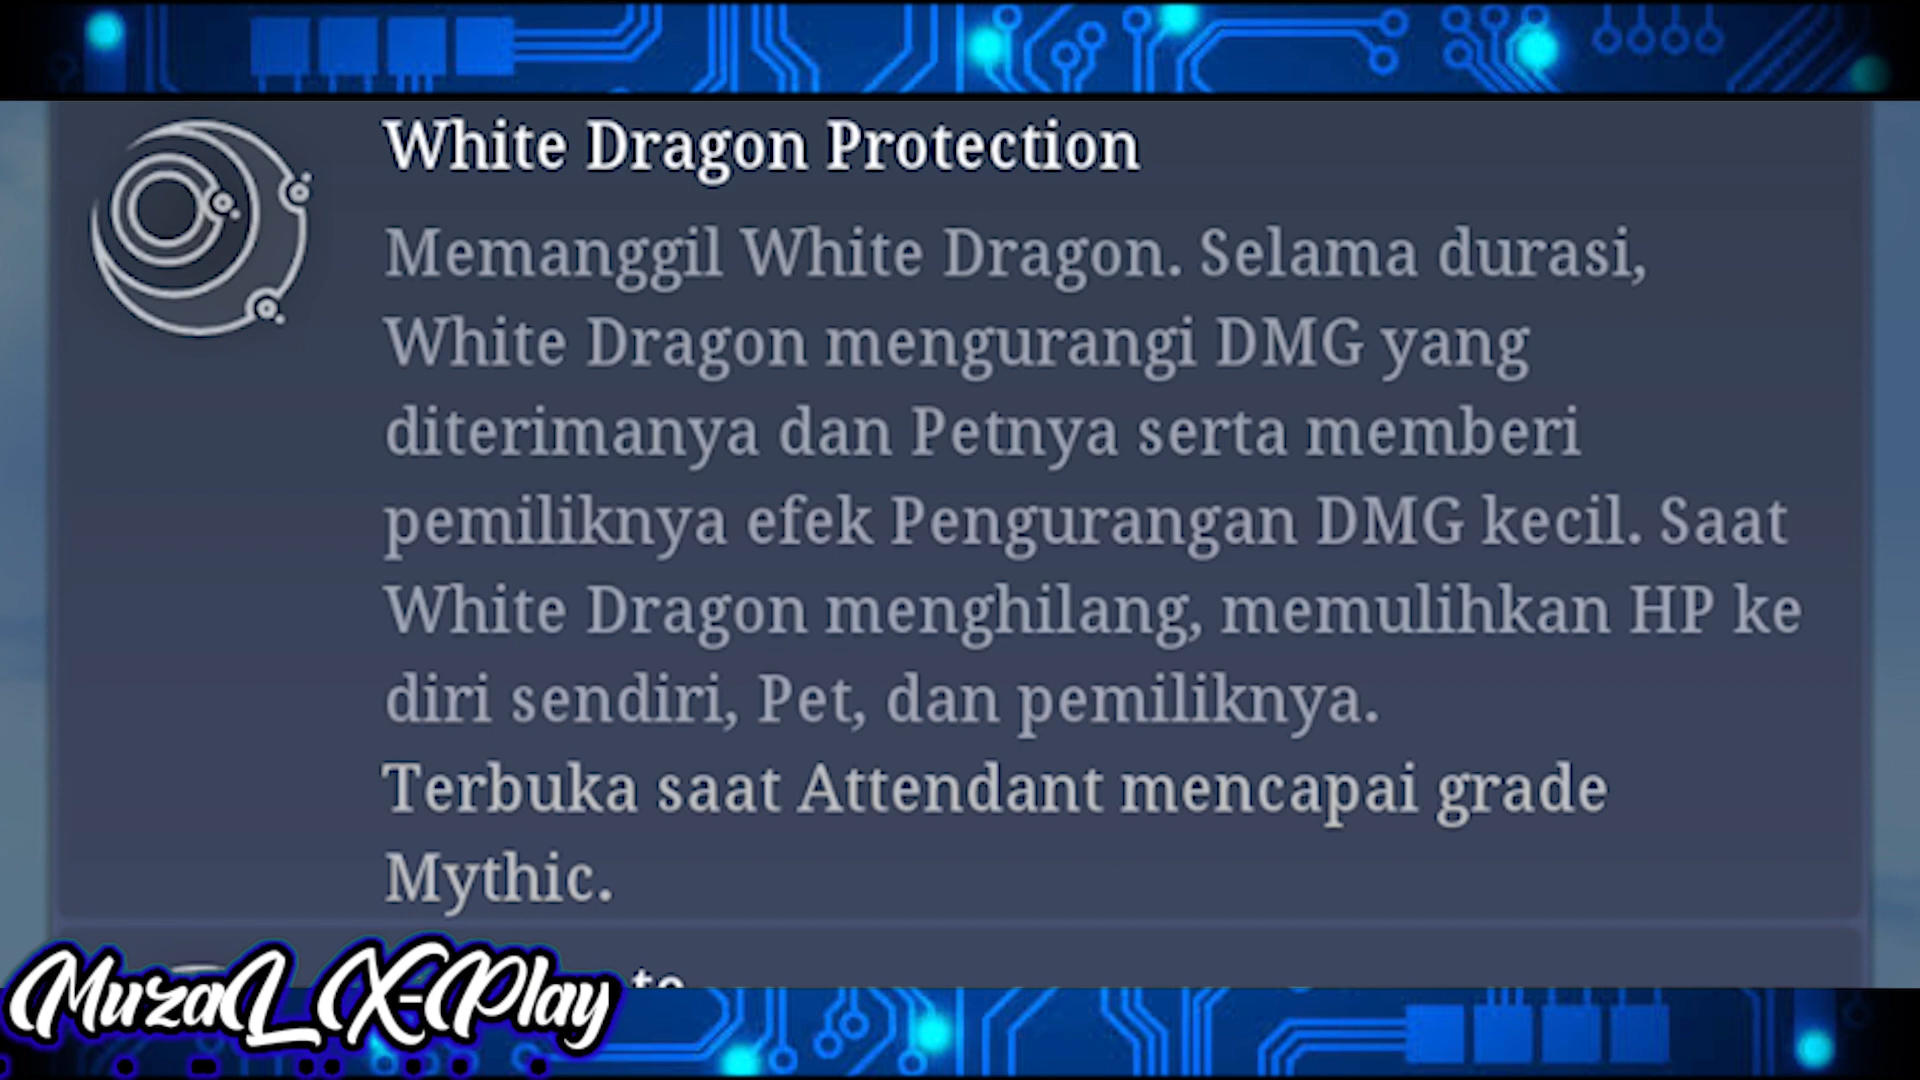 White Dragon Protection
Memanggil White Dragon. Selama durasi,
White Dragon mengurangi DMG yang
diterimanya dan Petnya serta memberi
pemiliknya efek Pengurangan DMG kecil. Saat
White Dragon menghilang, memulihkan HP ke
diri sendiri, Pet, dan pemiliknya.
Terbuka saat Attendant mencapai grade
Mythic.
MuzaL X-Play